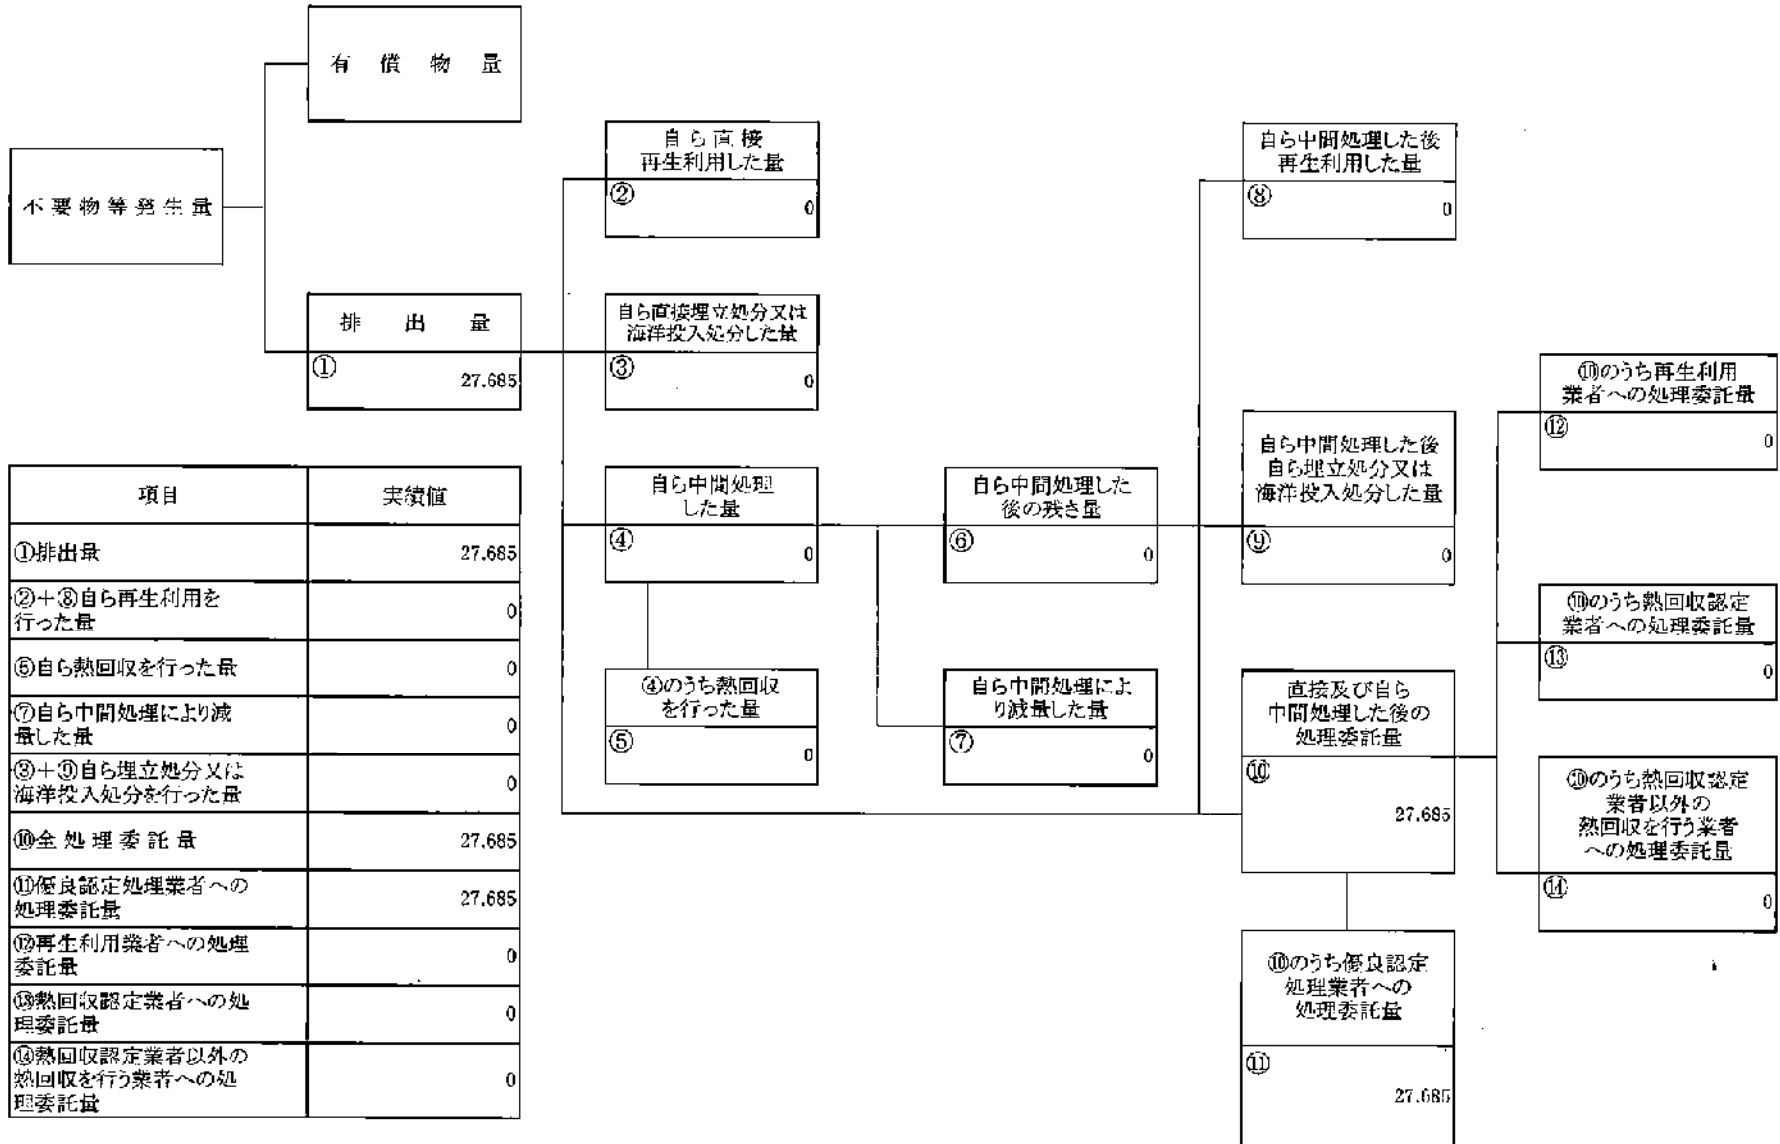 有償物量
不要物等発生量
排出量
① 27.685
自ら直接
再生利用した量
② 0
自ら直接埋立処分又は
海洋投入処分した量
③ 0
自ら中間処理
した量
④ 0
④のうち熱回収
を行った量
⑤ 0
自ら中間処理した
後の残さ量
⑥ 0
自ら中間処理によ
り減量した量
⑦ 0
自ら中間処理した後
再生利用した量
⑧ 0
自ら中間処理した後
自ら埋立処分又は
海洋投入処分した量
⑨ 0
直接及び自ら
中間処理した後の
処理委託量
⑩
27.685
⑩のうち優良認定
処理業者への
処理委託量
⑪
27.685
⑩のうち再生利用
業者への処理委託量
⑫ 0
⑩のうち熱回収認定
業者への処理委託量
⑬ 0
⑩のうち熱回収認定
業者以外の
熱回収を行う業者
への処理委託量
⑭ 0
項目 実績値
①排出量 27.685
②+⑧自ら再生利用を
行った量 0
⑤自ら熱回収を行った量 0
⑦自ら中間処理により減
量した量 0
③+⑨自ら埋立処分又は
海洋投入処分を行った量 0
⑩全処理委託量 27.685
⑪優良認定処理業者への
処理委託量 27.685
⑫再生利用業者への処理
委託量 0
⑬熱回収認定業者への処
理委託量 0
⑭熱回収認定業者以外の
熱回収を行う業者への処
理委託量 0